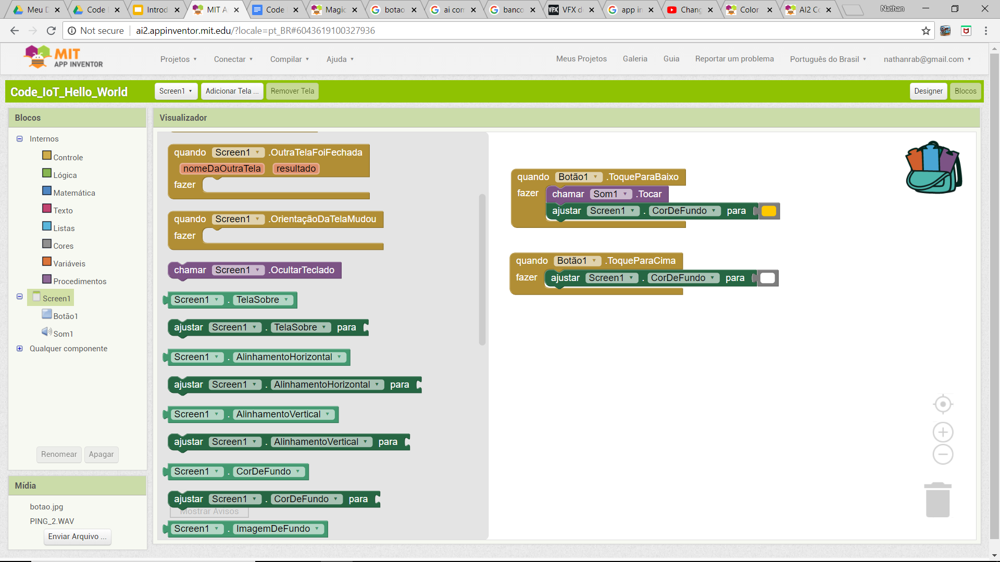 Meu D
Code
Introd
MIT A
Code
Magic
botao
ai com
banco
VFX d
app in
Chang
Color
AI2 Co
Nathan
Not secure
ai2.appinventor.mit.edu/?locale=pt_BR#6043619100327936
MIT
APP INVENTOR
Projetos
Conectar
Compilar
Ajuda
Meus Projetos
Galeria
Guia
Reportar um problema
Português do Brasil
nathanrab@gmail.com
Code_IoT_Hello_World
Screen1
Adicionar Tela ...
Remover Tela
Designer
Blocos
Blocos
Internos
Controle
Lógica
Matemática
Texto
Listas
Cores
Variáveis
Procedimentos
Screen1
Botão1
Som1
Qualquer componente
Renomear
Apagar
Mídia
botao.jpg
PING_2.WAV
Enviar Arquivo ...
Visualizador
quando Screen1 .OutraTelaFoiFechada
nomeDaOutraTela resultado
fazer
quando Screen1 .OrientaçãoDaTelaMudou
fazer
chamar Screen1 .OcultarTeclado
Screen1 . TelaSobre
ajustar Screen1 . TelaSobre para
Screen1 . AlinhamentoHorizontal
ajustar Screen1 . AlinhamentoHorizontal para
Screen1 . AlinhamentoVertical
ajustar Screen1 . AlinhamentoVertical para
Screen1 . CorDeFundo
ajustar Screen1 . CorDeFundo para
Mostrar Avisos
Screen1 . ImagemDeFundo
quando Botão1 .ToqueParaBaixo
fazer chamar Som1 .Tocar
ajustar Screen1 . CorDeFundo para
quando Botão1 .ToqueParaCima
fazer ajustar Screen1 . CorDeFundo para